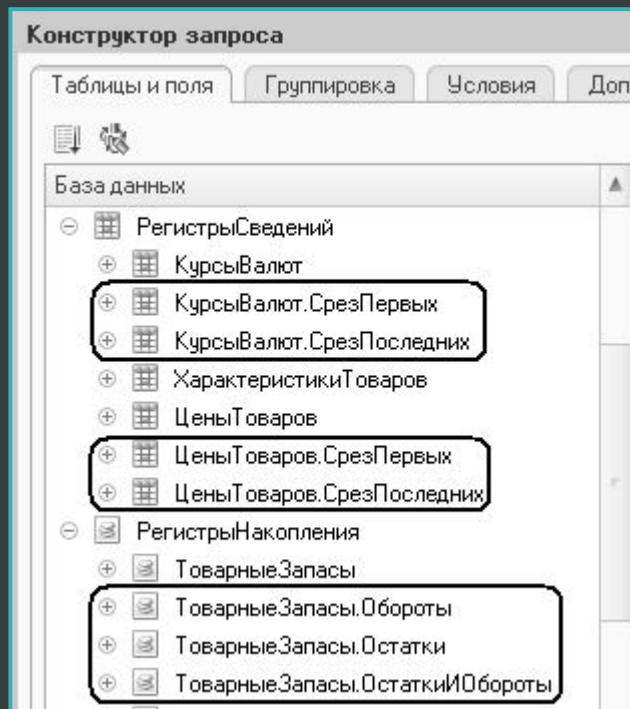 Конструктор запроса
Таблицы и поля Группировка Условия Доп
База данных
РегистрыСведений
КурсыВалют
КурсыВалют.СрезПервых
КурсыВалют.СрезПоследних
ХарактеристикиТоваров
ЦеныТоваров
ЦеныТоваров.СрезПервых
ЦеныТоваров.СрезПоследних
РегистрыНакопления
ТоварныеЗапасы
ТоварныеЗапасы.Обороты
ТоварныеЗапасы.Остатки
ТоварныеЗапасы.ОстаткиИОбороты